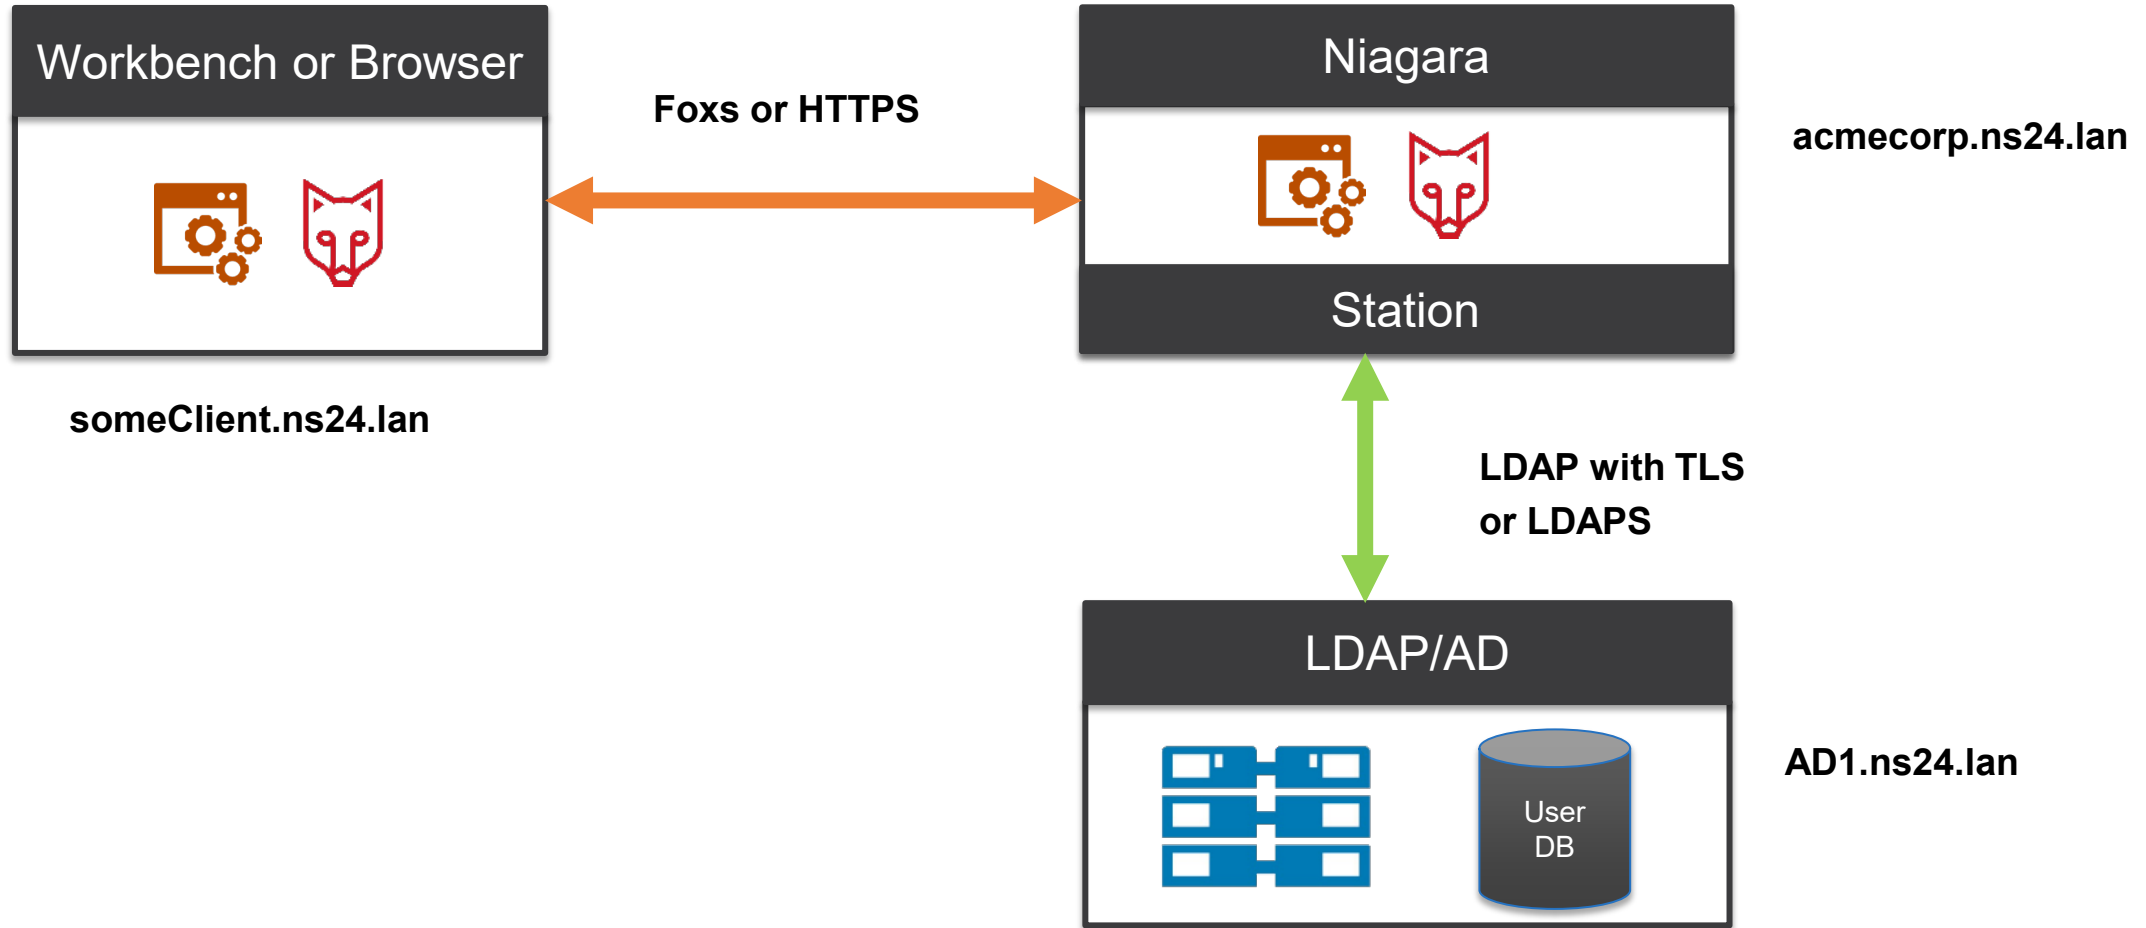 Workbench or Browser
Foxs or HTTPS
Niagara
acmecorp.ns24.lan
Station
someClient.ns24.lan
LDAP with TLS
or LDAPS
LDAP/AD
AD1.ns24.lan
User
DB